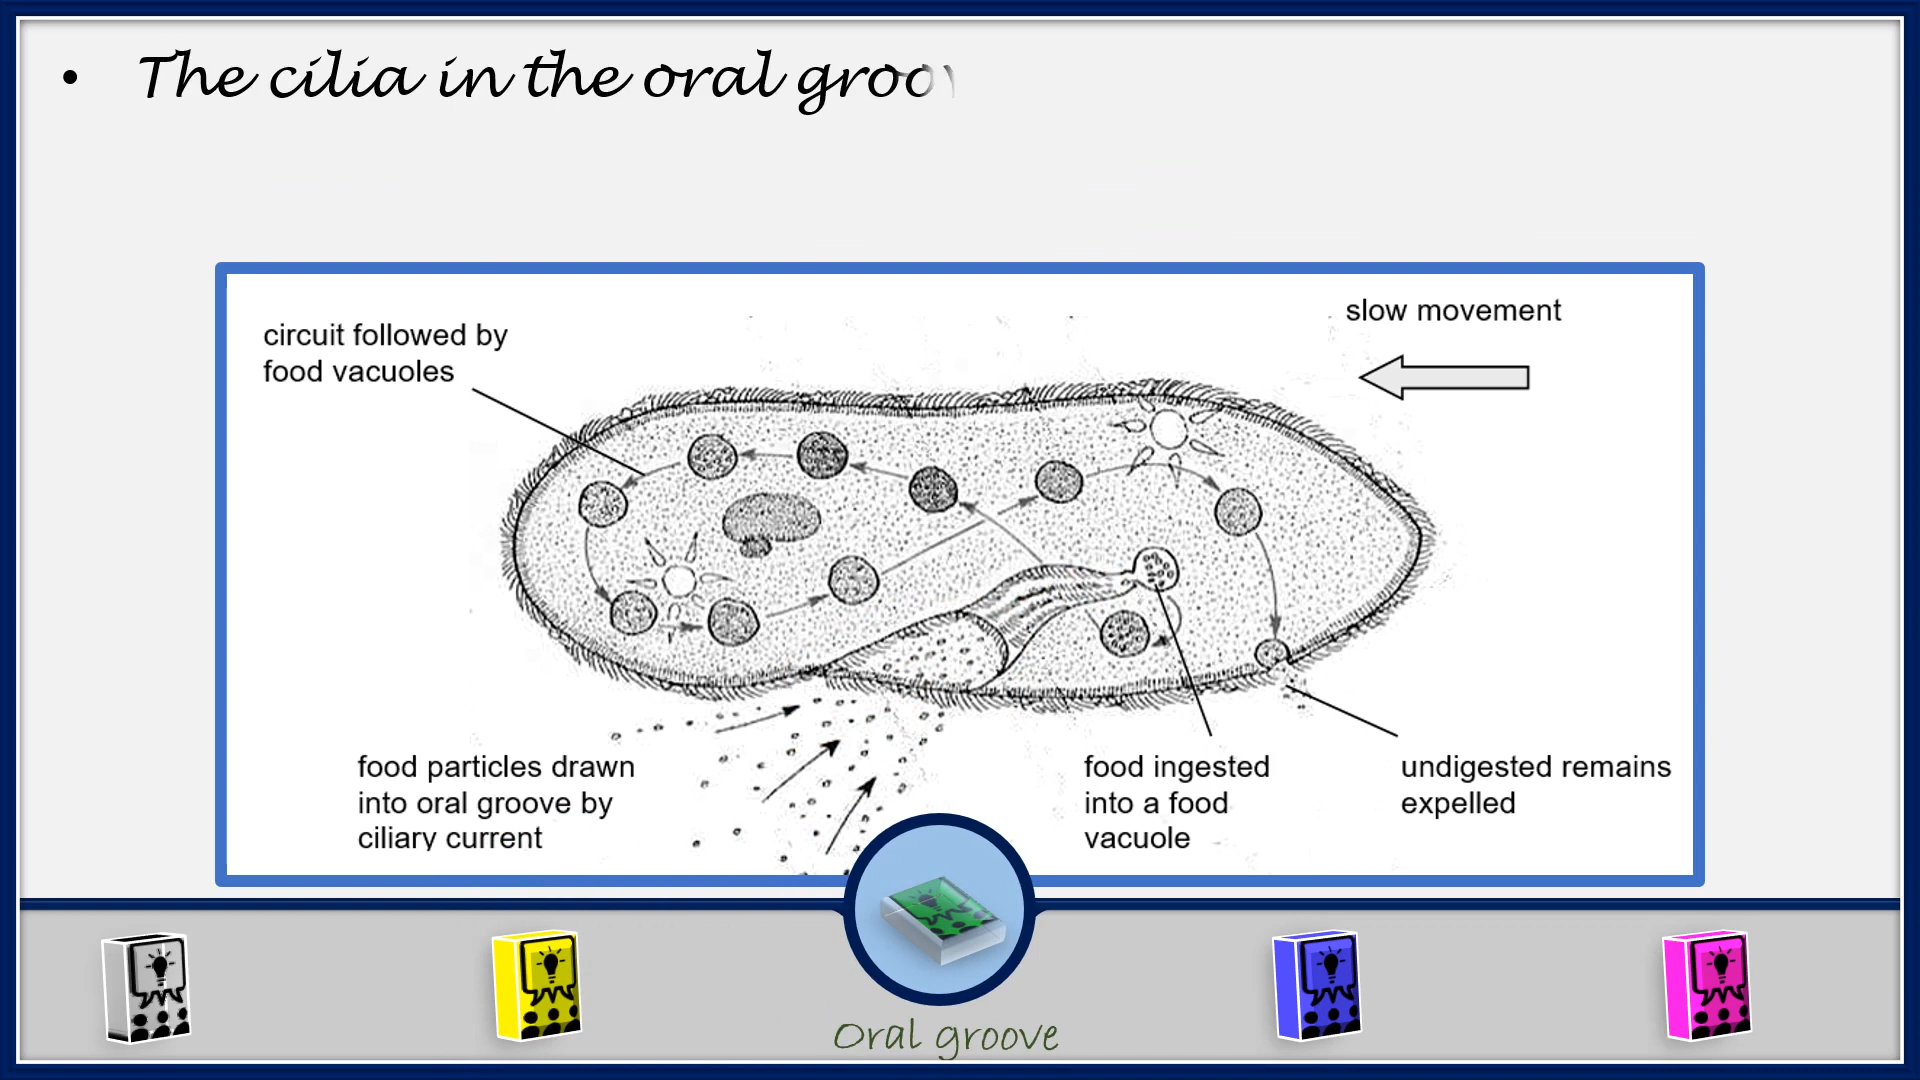 • The cilia in the oral groov
slow movement
circuit followed by
food vacuoles
food particles drawn
into oral groove by
ciliary current
food ingested
into a food
vacuole
undigested remains
expelled
Oral groove